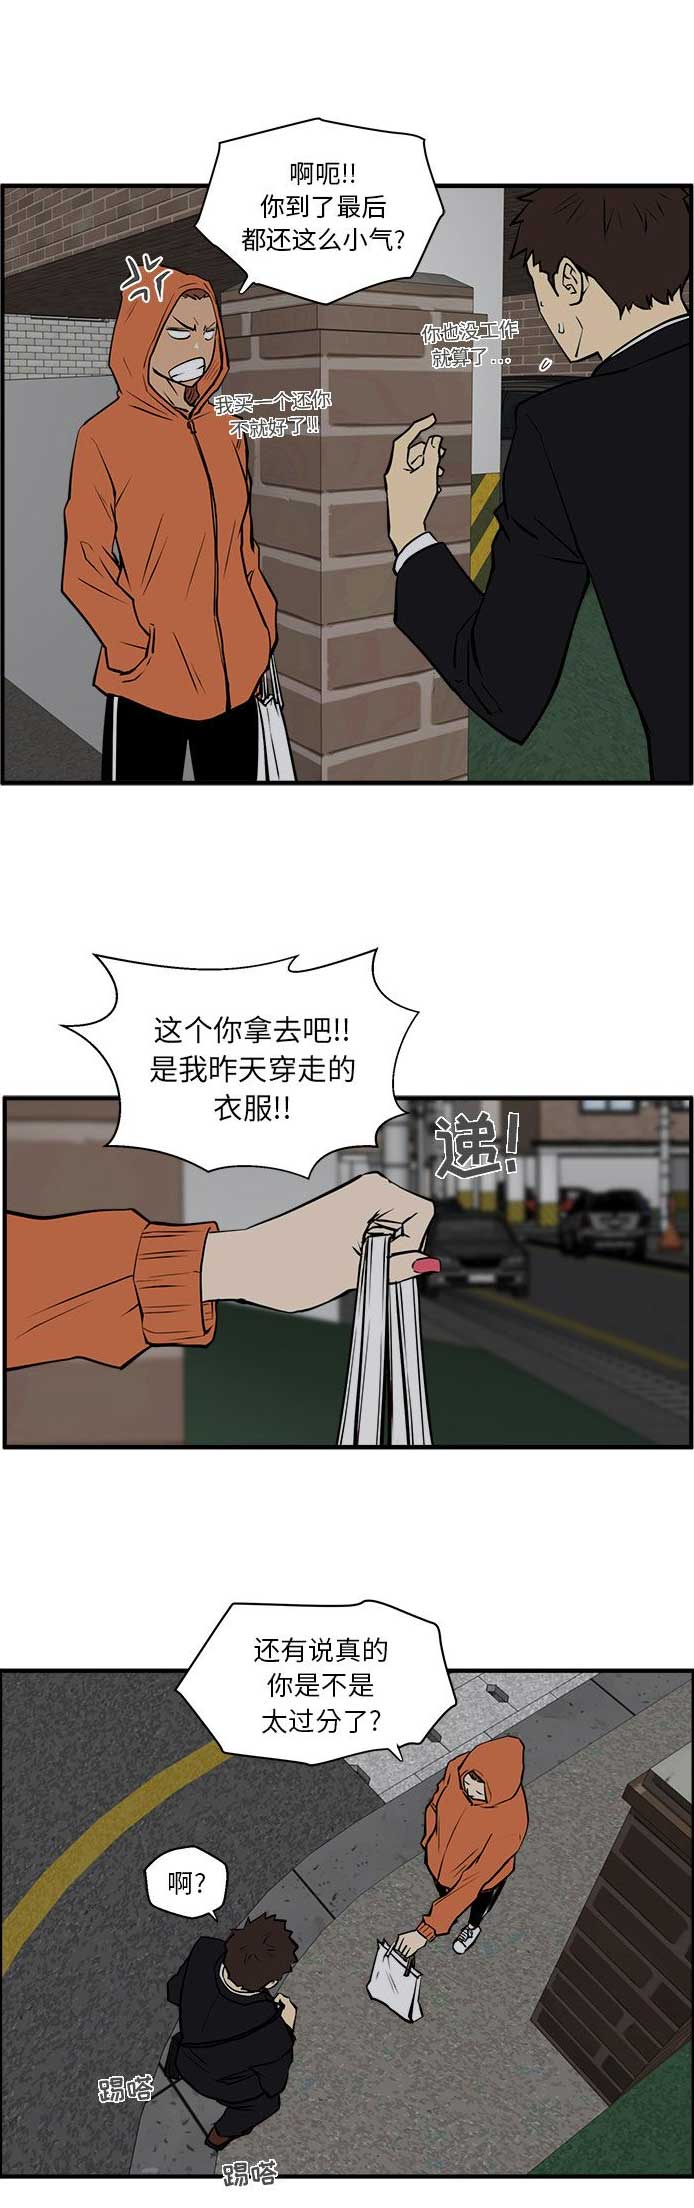 啊呃!!
你到了最后
都还这么小气?
你也没工作
就算了...
我买一个还你
不就好了!!
这个你拿去吧!!
是我昨天穿走的
衣服!!
递!
还有说真的
你是不是
太过分了?
啊?
踢嗒
踢嗒